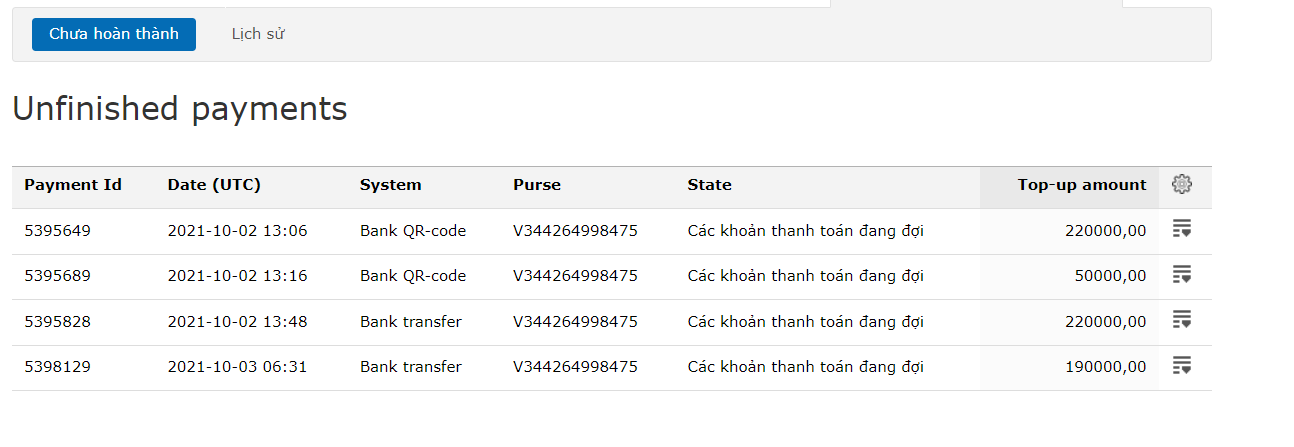 Chưa hoàn thành Lịch sử
Unfinished payments
Payment Id Date (UTC) System Purse State Top-up amount
5395649 2021-10-02 13:06 Bank QR-code V344264998475 Các khoản thanh toán đang đợi 220000,00
5395689 2021-10-02 13:16 Bank QR-code V344264998475 Các khoản thanh toán đang đợi 50000,00
5395828 2021-10-02 13:48 Bank transfer V344264998475 Các khoản thanh toán đang đợi 220000,00
5398129 2021-10-03 06:31 Bank transfer V344264998475 Các khoản thanh toán đang đợi 190000,00